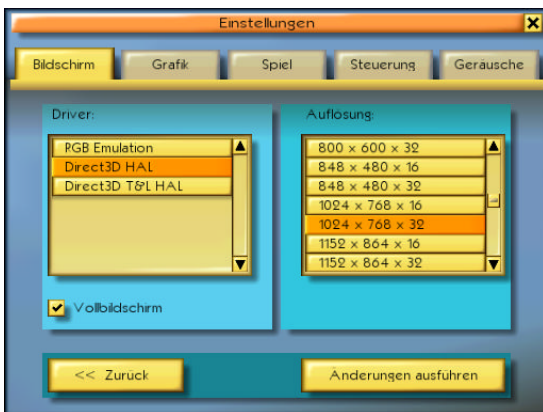 Einstellungen
Bildschirm
Grafik
Spiel
Steuerung
Geräusche
Driver:
RGB Emulation
Direct3D HAL
Direct3D T&L HAL
Vollbildschirm
Auflösung:
800 x 600 x 32
848 x 480 x 16
848 x 480 x 32
1024 x 768 x 16
1024 x 768 x 32
1152 x 864 x 16
1152 x 864 x 32
<< Zurück
Änderungen ausführen